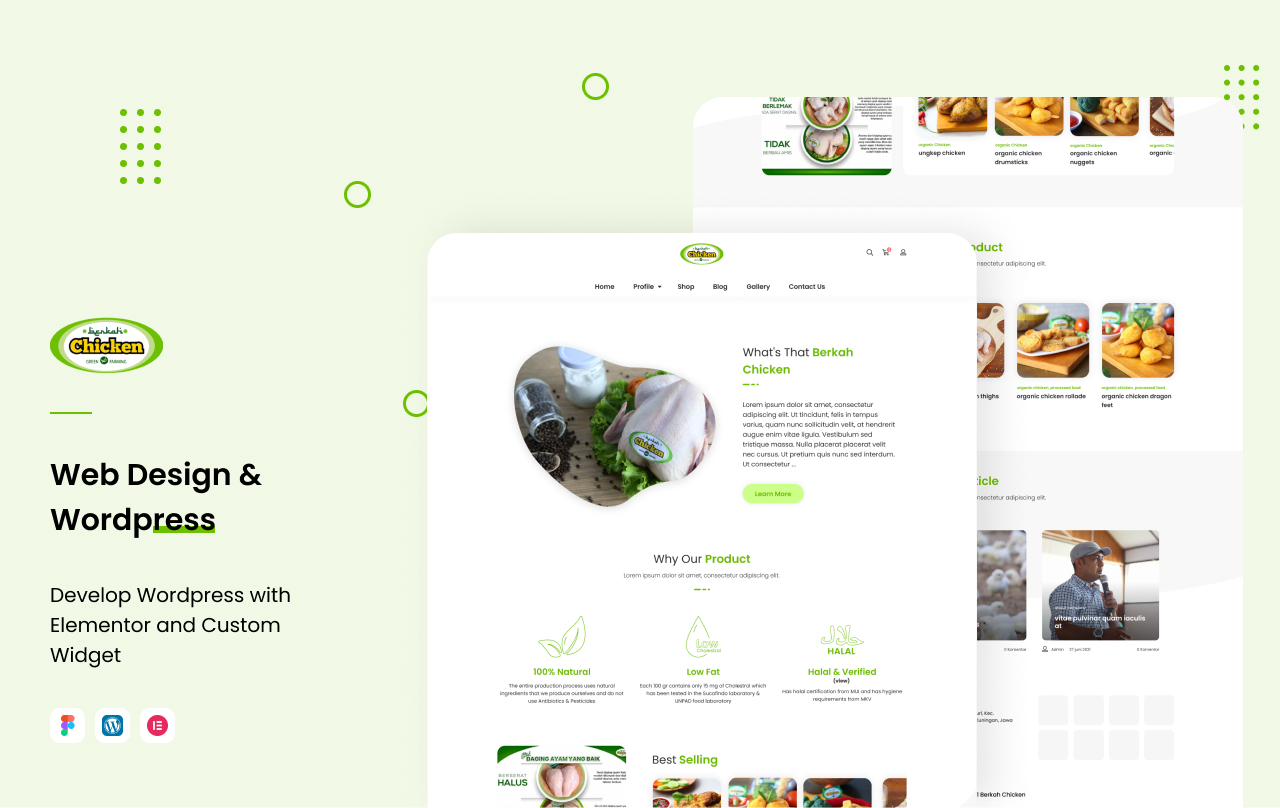 berkah
Chicken
GREEN FARMING
Web Design &
Wordpress
Develop Wordpress with
Elementor and Custom
Widget
berkah
Chicken
Home
Profile
Shop
Blog
Gallery
Contact Us
What's That Berkah
Chicken
Lorem ipsum dolor sit amet, consectetur
adipiscing elit. Ut tincidunt, felis in tempus
varius, quam nunc sollicitudin velit, at hendrerit
augue enim vitae ligula. Vestibulum sed
tristique massa. Nulla placerat placerat velit
nec cursus. Ut pretium quis nunc sed interdum.
Ut consectetur ...
Learn More
Chicken
Why Our Product
Lorem ipsum dolor sit amet, consectetur adipiscing elit.
100% Natural
The entire production process uses natural
ingredients that we produce ourselves and do not
use Antibiotics & Pesticides
Low
Cholestrol
Low Fat
Each 100 gr contains only 15 mg of Cholestrol which
has been tested in the Sucofindo laboratory &
UNPAD food laboratory
HALAL
Halal & Verified
(view)
Has halal certification from MUI and has hygiene
requirements from MKV
DAGING AYAM YANG BAIK
BERSERAT
HALUS
Best Selling
TIDAK
BERLEMAK
TIDAK
BERBAU AMIS
organic Chicken
ungkep chicken
organic Chicken
organic chicken
drumsticks
organic Chicken
organic chicken
nuggets
organic Chic
organic
duct
sectetur adipiscing elit.
thighs
organic chicken, processed food
organic chicken rollade
organic chicken, processed food
organic chicken dragon
feet
ticle
sectetur adipiscing elit.
vitae pulvinar quam iaculis
at
0 Komentar
Admin
27 Juni 2021
0 Komentar
url, Kec.
uningan, Jawa
Berkah Chicken